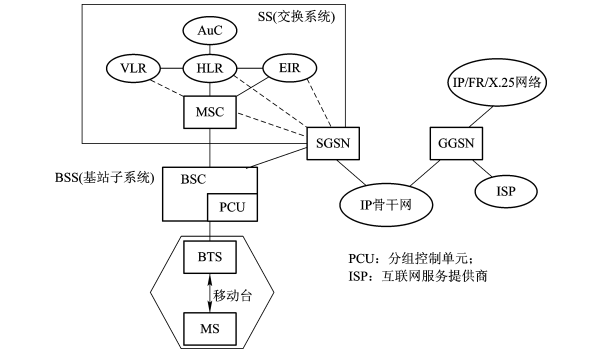 SS(交换系统)
AuC
VLR
HLR
EIR
MSC
IP/FR/X.25网络
SGSN
GGSN
BSS(基站子系统)
BSC
PCU
ISP
IP骨干网
BTS
PCU：分组控制单元；
ISP：互联网服务提供商
移动台
MS